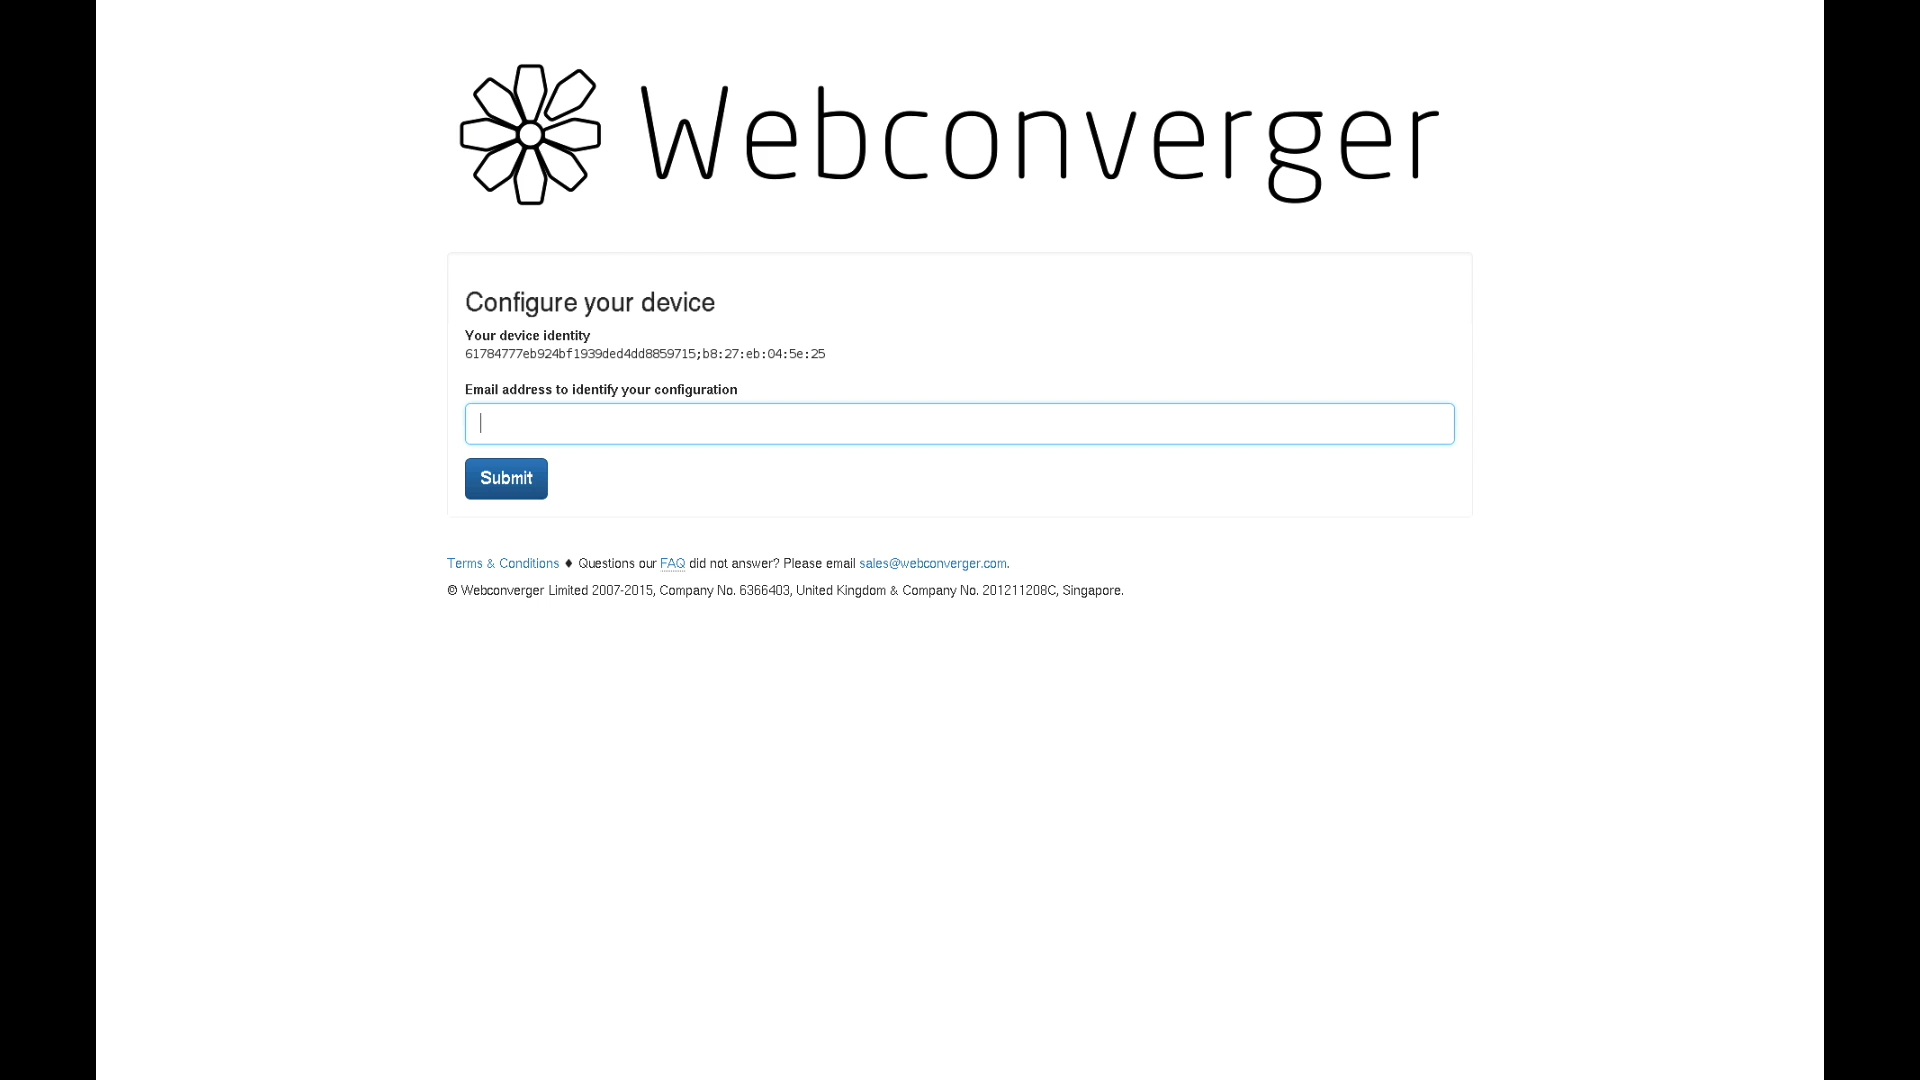 Webconverger
Configure your device
Your device identity
61784777eb924bf1939ded4dd8859715;b8:27:eb:04:5e:25
Email address to identify your configuration
Submit
Terms & Conditions ♦ Questions our FAQ did not answer? Please email sales@webconverger.com.
© Webconverger Limited 2007-2015, Company No. 6366403, United Kingdom & Company No. 201211208C, Singapore.